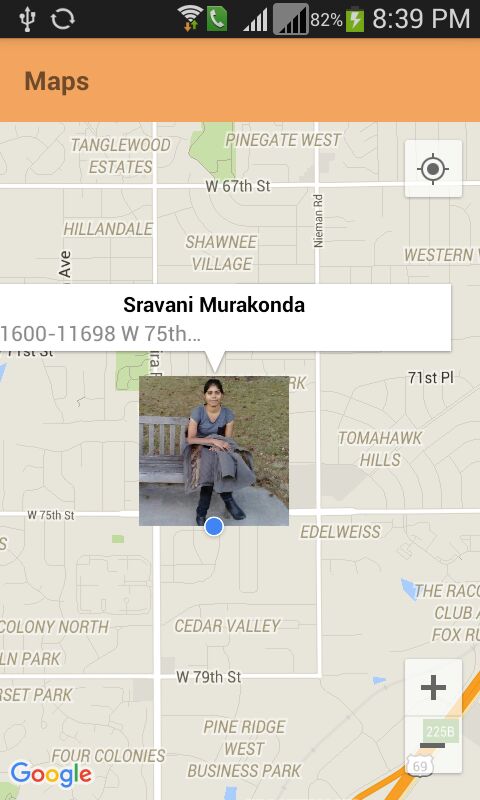 82% 8:39 PM
Maps
TANGLEWOOD
ESTATES
PINEGATE WEST
W 67th St
Nieman Rd
HILLANDALE
SHAWNEE
VILLAGE
WESTERN
Ave
Sravani Murakonda
1600-11698 W 75th...
71st St
71st Pl
TOMAHAWK
HILLS
W 75th St
EDELWEISS
THE RACQ
CLUB A
FOX RU
COLONY NORTH
CEDAR VALLEY
LN PARK
W 79th St
RSET PARK
PINE RIDGE
WEST
BUSINESS PARK
225B
69
FOUR COLONIES
Google